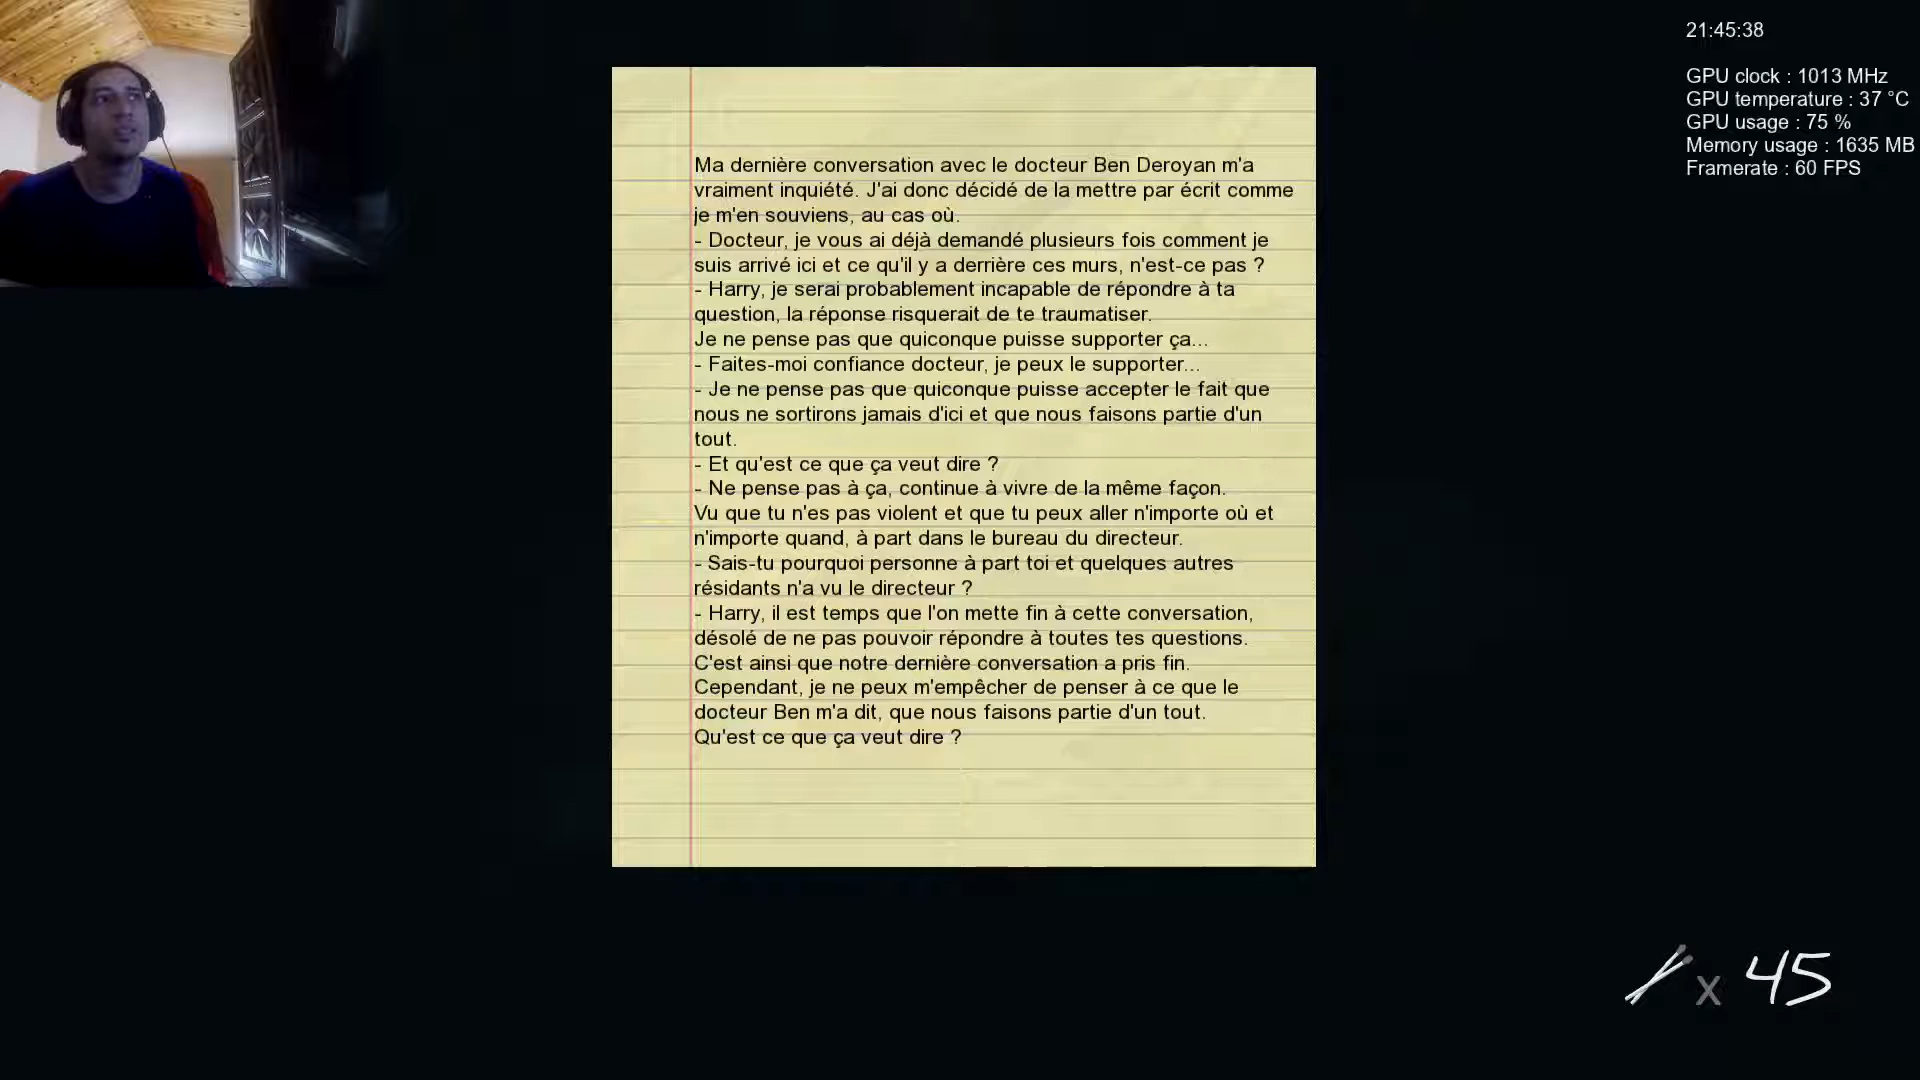 21:45:38
GPU clock : 1013 MHz
GPU temperature : 37 °C
GPU usage : 75 %
Memory usage : 1635 MB
Framerate : 60 FPS
Ma dernière conversation avec le docteur Ben Deroyan m'a
vraiment inquiété. J'ai donc décidé de la mettre par écrit comme
je m'en souviens, au cas où.
- Docteur, je vous ai déjà demandé plusieurs fois comment je
suis arrivé ici et ce qu'il y a derrière ces murs, n'est-ce pas ?
- Harry, je serai probablement incapable de répondre à ta
question, la réponse risquerait de te traumatiser.
Je ne pense pas que quiconque puisse supporter ça...
- Faites-moi confiance docteur, je peux le supporter...
- Je ne pense pas que quiconque puisse accepter le fait que
nous ne sortirons jamais d'ici et que nous faisons partie d'un
tout.
- Et qu'est ce que ça veut dire ?
- Ne pense pas à ça, continue à vivre de la même façon.
Vu que tu n'es pas violent et que tu peux aller n'importe où et
n'importe quand, à part dans le bureau du directeur.
- Sais-tu pourquoi personne à part toi et quelques autres
résidants n'a vu le directeur ?
- Harry, il est temps que l'on mette fin à cette conversation,
désolé de ne pas pouvoir répondre à toutes tes questions.
C'est ainsi que notre dernière conversation a pris fin.
Cependant, je ne peux m'empêcher de penser à ce que le
docteur Ben m'a dit, que nous faisons partie d'un tout.
Qu'est ce que ça veut dire ?
x 45